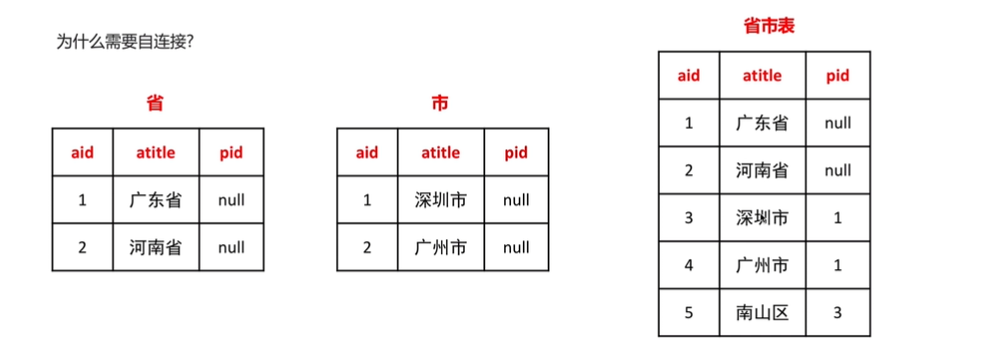 为什么需要自连接?
省
aid atitle pid
1 广东省 null
2 河南省 null
市
aid atitle pid
1 深圳市 null
2 广州市 null
省市表
aid atitle pid
1 广东省 null
2 河南省 null
3 深圳市 1
4 广州市 1
5 南山区 3